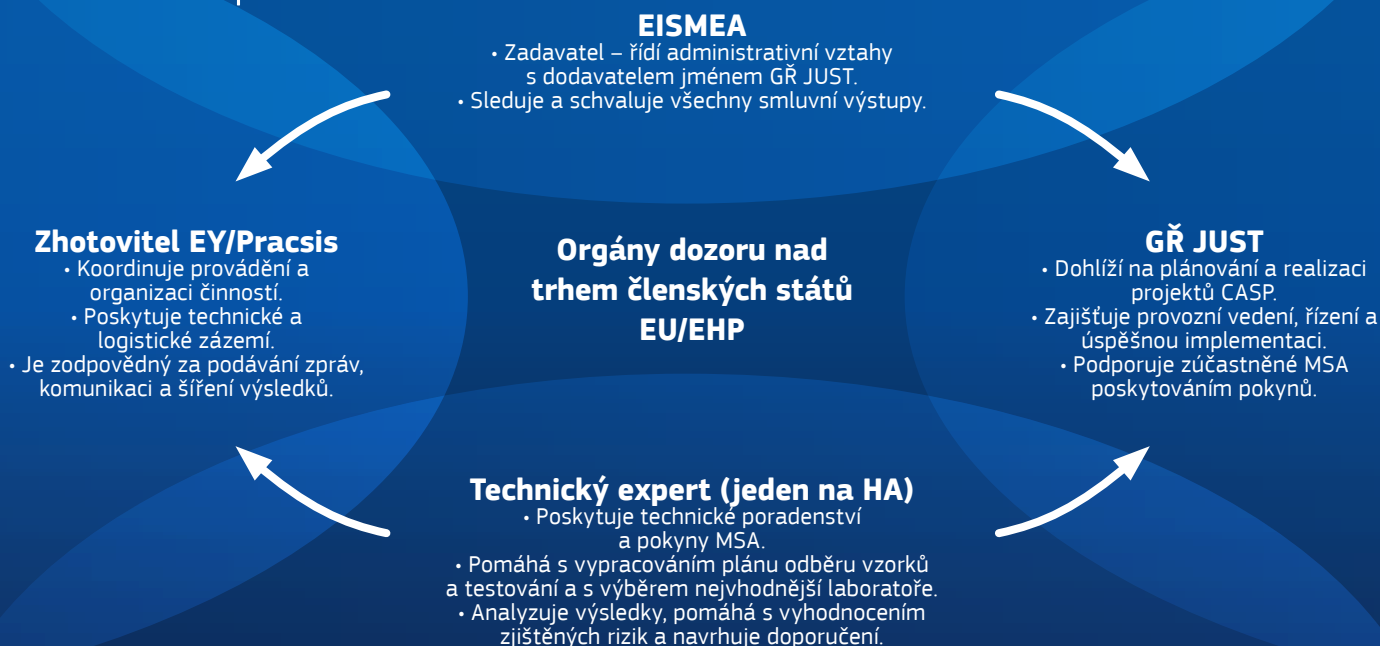 EISMEA
• Zadavatel – řídí administrativní vztahy
s dodavatelem jménem GŘ JUST.
• Sleduje a schvaluje všechny smluvní výstupy.
Zhotovitel EY/Pracsis
• Koordinuje provádění a
organizaci činností.
• Poskytuje technické a
logistické zázemí.
• Je zodpovědný za podávání zpráv,
komunikaci a šíření výsledků.
Orgány dozoru nad
trhem členských států
EU/EHP
GŘ JUST
• Dohlíží na plánování a realizaci
projektů CASP.
• Zajišťuje provozní vedení, řízení a
úspěšnou implementaci.
• Podporuje zúčastněné MSA
poskytováním pokynů.
Technický expert (jeden na HA)
• Poskytuje technické poradenství
a pokyny MSA.
• Pomáhá s vypracováním plánu odběru vzorků
a testování a s výběrem nejvhodnější laboratoře.
• Analyzuje výsledky, pomáhá s vyhodnocením
zjištěných rizik a navrhuje doporučení.